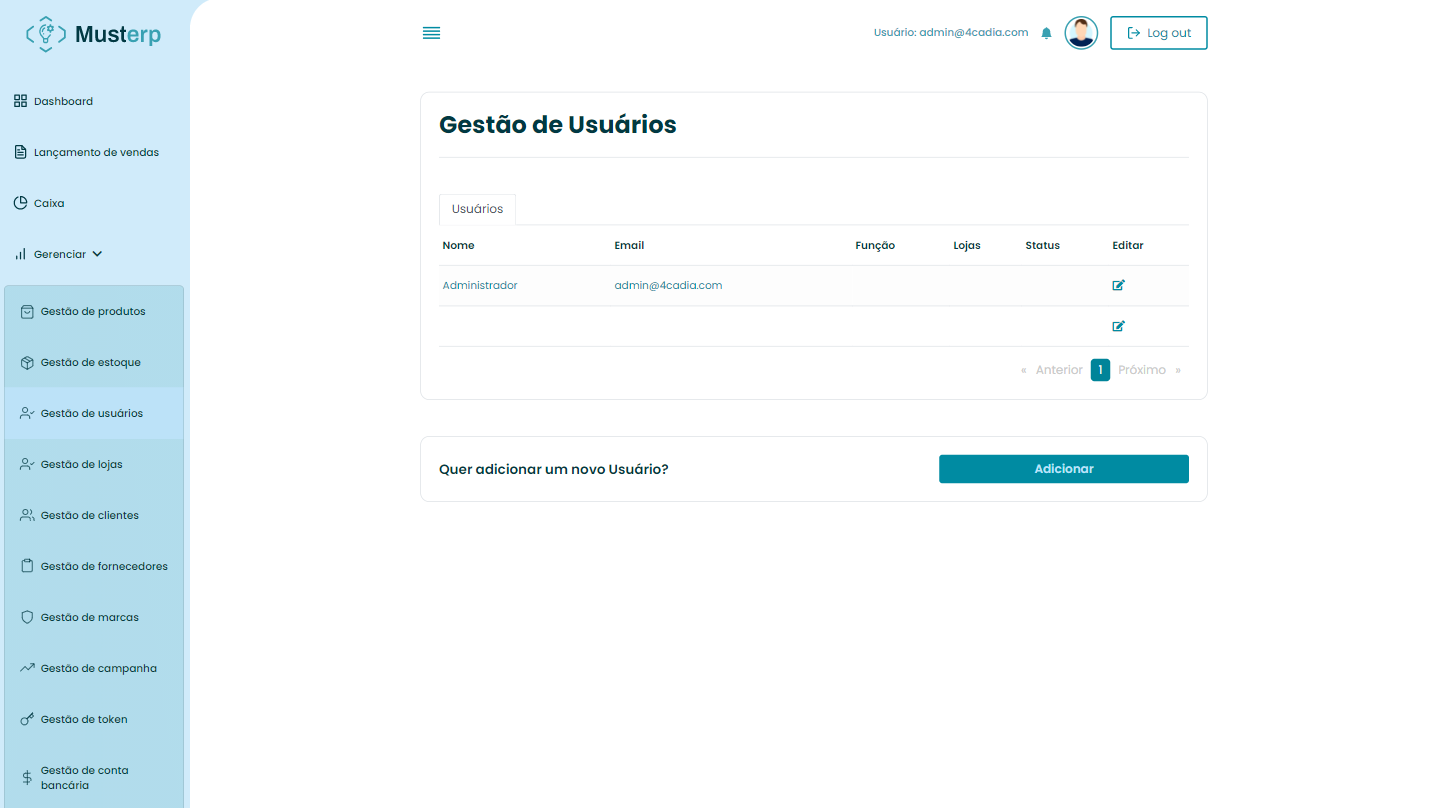 Musterp
Usuário: admin@4cadia.com
Log out
Dashboard
Lançamento de vendas
Caixa
Gerenciar
Gestão de produtos
Gestão de estoque
Gestão de usuários
Gestão de lojas
Gestão de clientes
Gestão de fornecedores
Gestão de marcas
Gestão de campanha
Gestão de token
Gestão de conta
bancária
Gestão de Usuários
Usuários
Nome Email Função Lojas Status Editar
Administrador admin@4cadia.com
« Anterior 1 Próximo »
Quer adicionar um novo Usuário? Adicionar